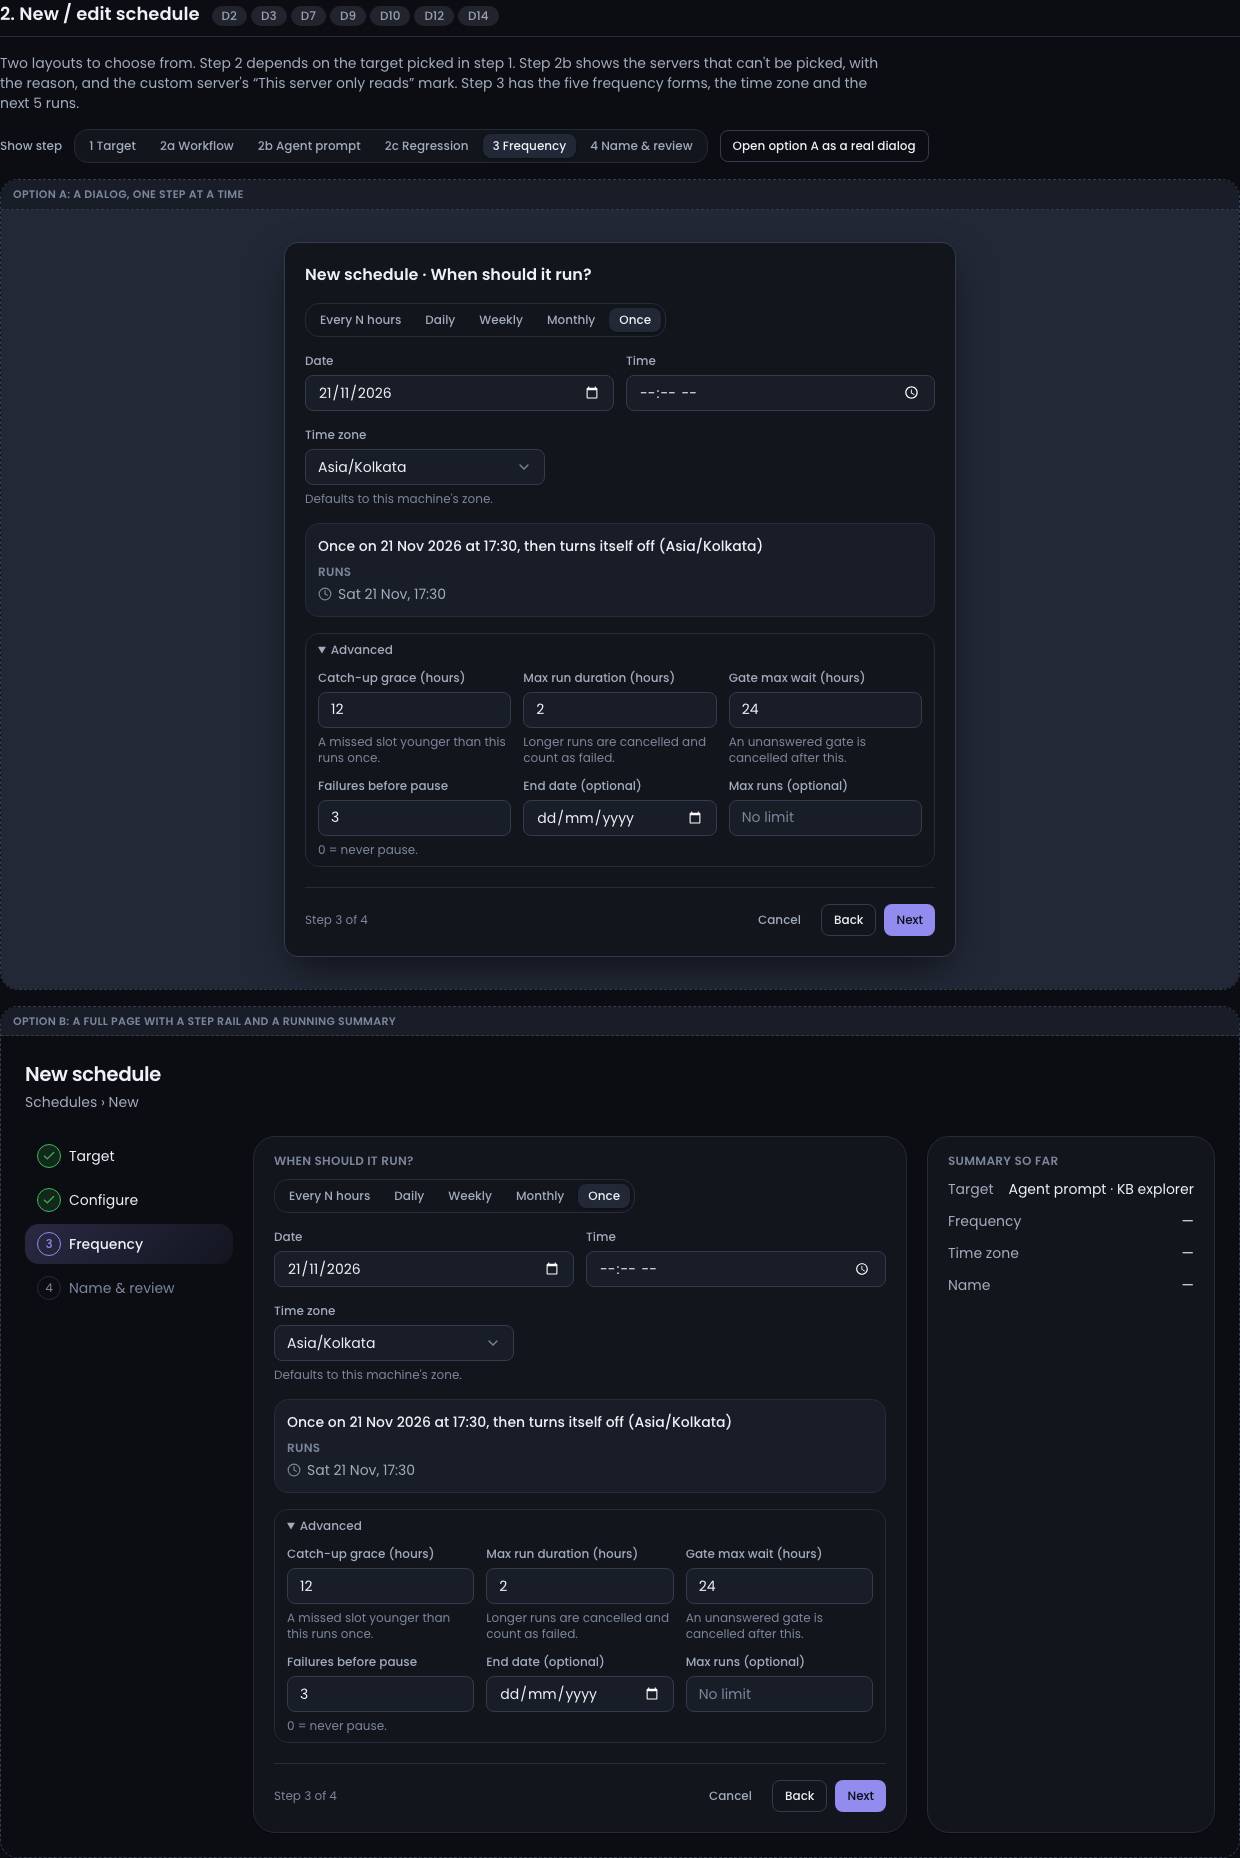 2. New / edit schedule D2 D3 D7 D9 D10 D12 D14
Two layouts to choose from. Step 2 depends on the target picked in step 1. Step 2b shows the servers that can't be picked, with
the reason, and the custom server's “This server only reads” mark. Step 3 has the five frequency forms, the time zone and the
next 5 runs.
Show step 1 Target 2a Workflow 2b Agent prompt 2c Regression 3 Frequency 4 Name & review Open option A as a real dialog
OPTION A: A DIALOG, ONE STEP AT A TIME
New schedule · When should it run?
Every N hours Daily Weekly Monthly Once
Date Time
21/11/2026 --:-- --
Time zone
Asia/Kolkata
Defaults to this machine's zone.
Once on 21 Nov 2026 at 17:30, then turns itself off (Asia/Kolkata)
RUNS
Sat 21 Nov, 17:30
▼ Advanced
Catch-up grace (hours) Max run duration (hours) Gate max wait (hours)
12 2 24
A missed slot younger than this Longer runs are cancelled and An unanswered gate is
runs once. count as failed. cancelled after this.
Failures before pause End date (optional) Max runs (optional)
3 dd/mm/yyyy No limit
0 = never pause.
Step 3 of 4 Cancel Back Next
OPTION B: A FULL PAGE WITH A STEP RAIL AND A RUNNING SUMMARY
New schedule
Schedules › New
Target
Configure
3 Frequency
4 Name & review
WHEN SHOULD IT RUN?
Every N hours Daily Weekly Monthly Once
Date Time
21/11/2026 --:-- --
Time zone
Asia/Kolkata
Defaults to this machine's zone.
Once on 21 Nov 2026 at 17:30, then turns itself off (Asia/Kolkata)
RUNS
Sat 21 Nov, 17:30
▼ Advanced
Catch-up grace (hours) Max run duration (hours) Gate max wait (hours)
12 2 24
A missed slot younger than Longer runs are cancelled and An unanswered gate is
this runs once. count as failed. cancelled after this.
Failures before pause End date (optional) Max runs (optional)
3 dd/mm/yyyy No limit
0 = never pause.
Step 3 of 4 Cancel Back Next
SUMMARY SO FAR
Target Agent prompt · KB explorer
Frequency —
Time zone —
Name —